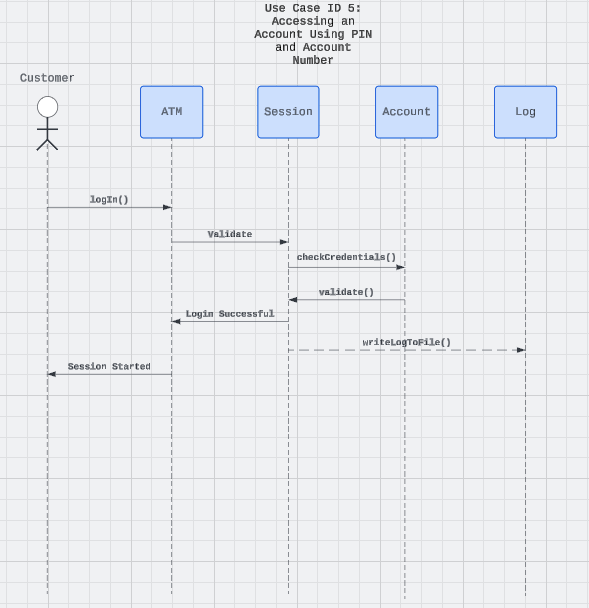 Use Case ID 5:
Accessing an
Account Using PIN
and Account
Number
Customer
ATM
Session
Account
Log
logIn()
Validate
checkCredentials()
validate()
Login Successful
writeLogToFile()
Session Started